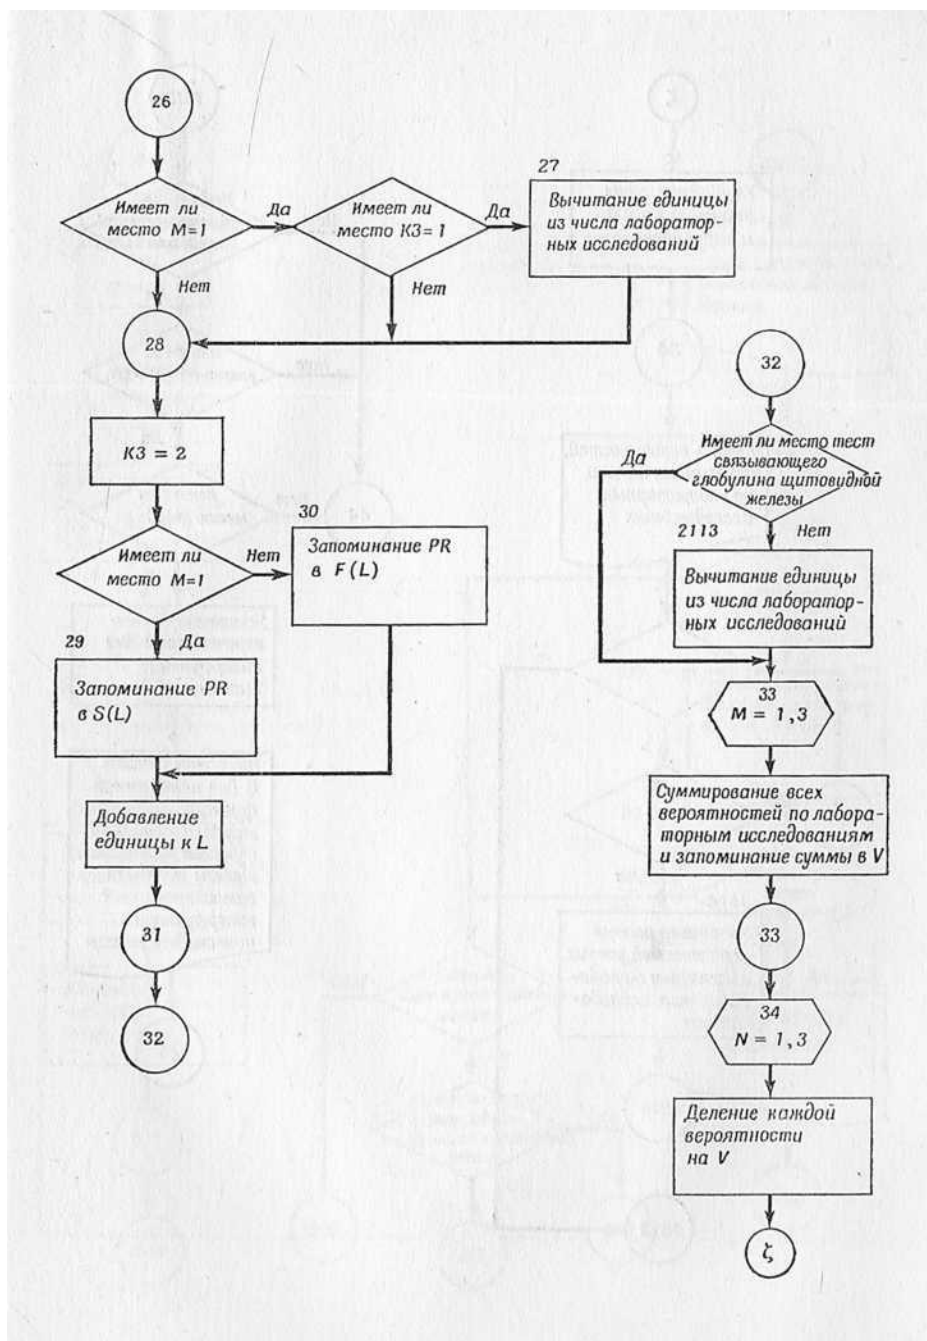 26
Имеет ли
место М=1
Да
Имеет ли
место К3=1
Да
27
Вычитание единицы
из числа лаборатор-
ных исследований
Нет
Нет
28
К3 = 2
Имеет ли
место М=1
Нет
30
Запоминание PR
в F(L)
29
Да
Запоминание PR
в S(L)
Добавление
единицы к L
31
32
32
Имеет ли место тест
связывающего
глобулина щитовидной
железы
Да
2113
Нет
Вычитание единицы
из числа лаборатор-
ных исследований
33
М = 1,3
Суммирование всех
вероятностей по лабора-
торным исследованиям
и запоминание суммы в V
33
34
N = 1,3
Деление каждой
вероятности
на V
ζ